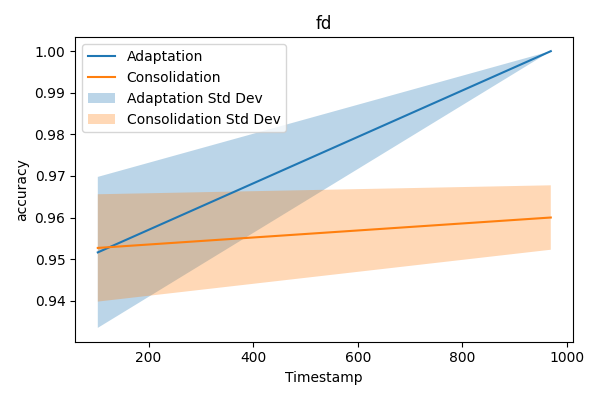 fd
Adaptation
Consolidation
Adaptation Std Dev
Consolidation Std Dev
accuracy
1.00
0.99
0.98
0.97
0.96
0.95
0.94
200
400
600
800
1000
Timestamp